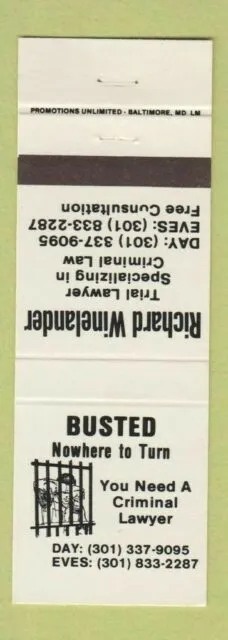 PROMOTIONS UNLIMITED - BALTIMORE, MD LM
Richard Winelander
Trial Lawyer
Specializing in
Criminal Law
DAY: (301) 337-9095
EVES: (301) 833-2287
Free Consultation
BUSTED
Nowhere to Turn
You Need A
Criminal
Lawyer
DAY: (301) 337-9095
EVES: (301) 833-2287